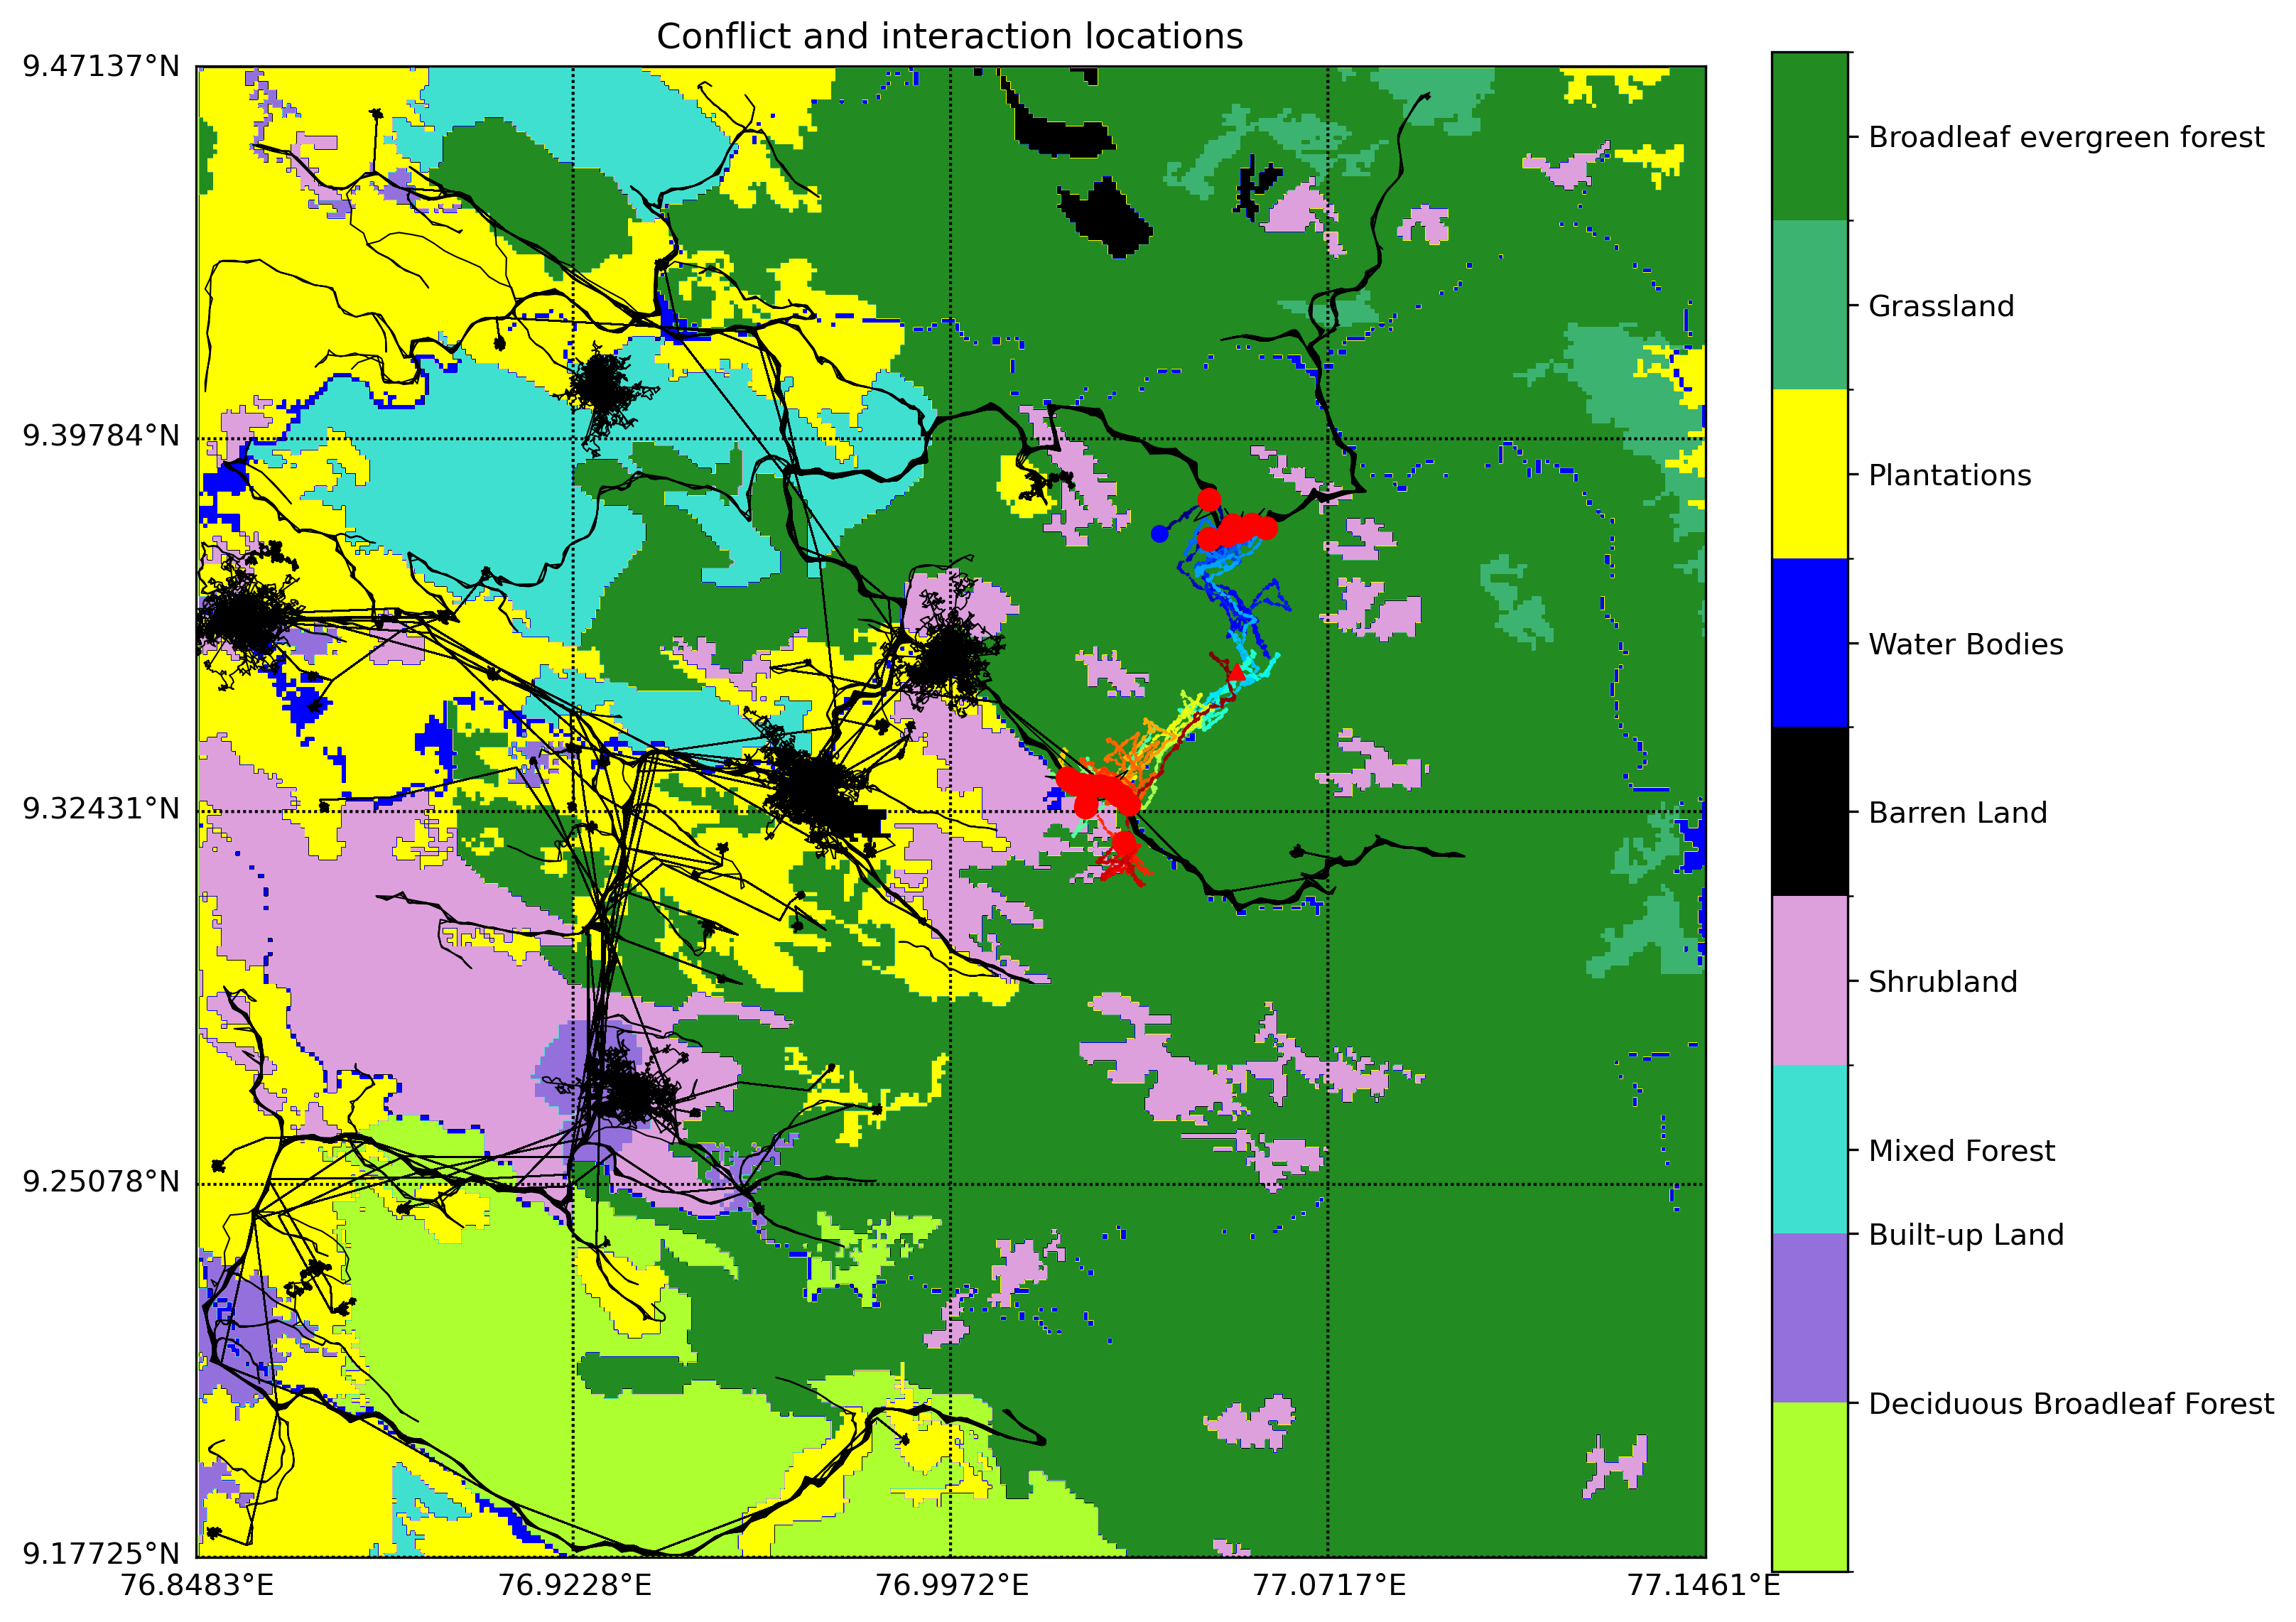 Conflict and interaction locations
9.47137°N
9.39784°N
9.32431°N
9.25078°N
9.17725°N
76.8483°E
76.9228°E
76.9972°E
77.0717°E
77.1461°E
Broadleaf evergreen forest
Grassland
Plantations
Water Bodies
Barren Land
Shrubland
Mixed Forest
Built-up Land
Deciduous Broadleaf Forest